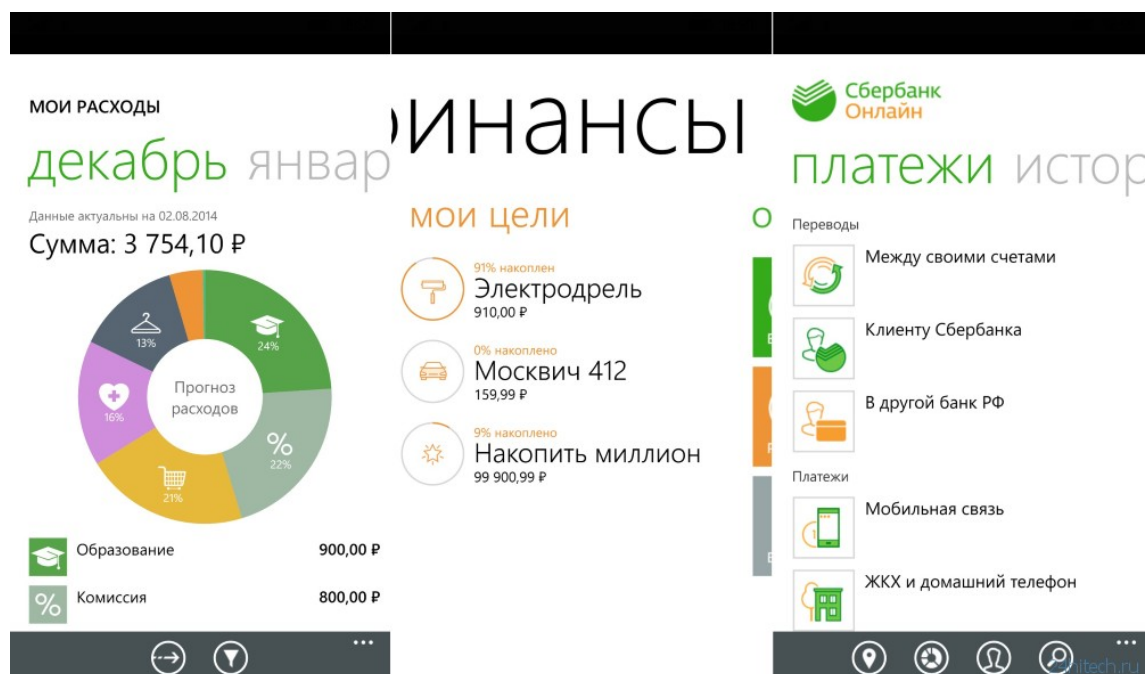 МОИ РАСХОДЫ
декабрь январ
Данные актуальны на 02.08.2014
Сумма: 3 754,10 ₽
24%
22%
21%
16%
13%
Прогноз
расходов
Образование 900,00 ₽
Комиссия 800,00 ₽
финансы
мои цели
о
91% накоплен
Электродрель
910,00 ₽
0% накоплено
Москвич 412
159,99 ₽
9% накоплено
Накопить миллион
99 900,99 ₽
Сбербанк
Онлайн
платежи истор
Переводы
Между своими счетами
Клиенту Сбербанка
В другой банк РФ
Платежи
Мобильная связь
ЖКХ и домашний телефон